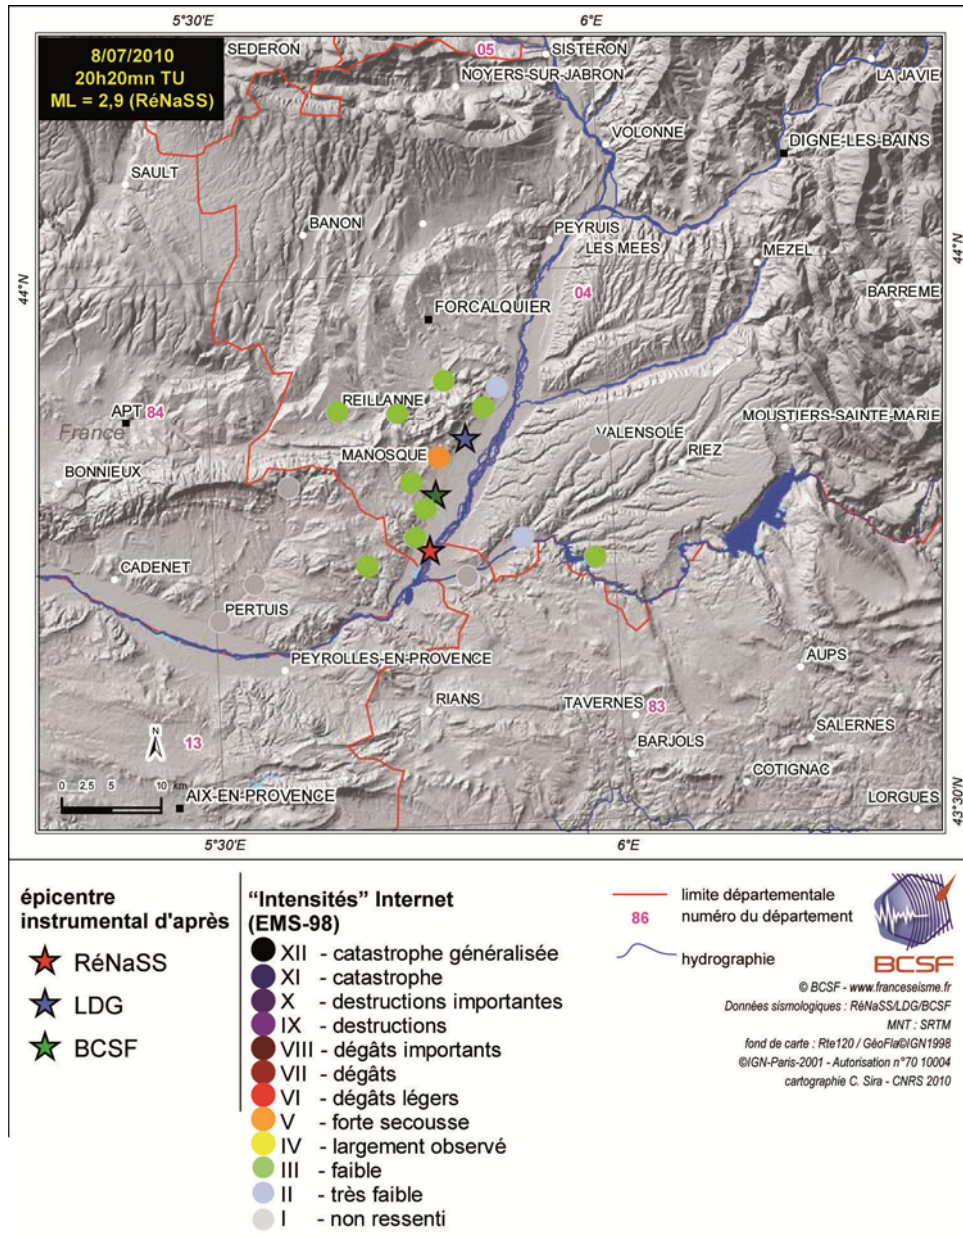 5°30'E
6°E
8/07/2010
20h20mn TU
ML = 2,9 (RéNaSS)
SEDERON
05
SISTERON
NOYERS-SUR-JABRON
LA JAVIE
VOLONNE
DIGNE-LES-BAINS
SAULT
BANON
PEYRUIS
LES MEES
MEZEL
44°N
44°N
04
BARREME
FORCALQUIER
REILLANNE
APT 84
France
MOUSTIERS-SAINTE-MARIE
VALENSOLE
MANOSQUE
RIEZ
BONNIEUX
CADENET
PERTUIS
PEYROLLES-EN-PROVENCE
AUPS
RIANS
TAVERNES 83
SALERNES
N
13
BARJOLS
COTIGNAC
0 2,5 5 10 km
AIX-EN-PROVENCE
LORGUES
43°30'N
5°30'E
6°E
épicentre
instrumental d'après
RéNaSS
LDG
BCSF
“Intensités” Internet
(EMS-98)
XII - catastrophe généralisée
XI - catastrophe
X - destructions importantes
IX - destructions
VIII - dégâts importants
VII - dégâts
VI - dégâts légers
V - forte secousse
IV - largement observé
III - faible
II - très faible
I - non ressenti
limite départementale
86 numéro du département
hydrographie
BCSF
© BCSF - www.franceseisme.fr
Données sismologiques : RéNaSS/LDG/BCSF
MNT : SRTM
fond de carte : Rte120 / GéoFla©IGN1998
©IGN-Paris-2001 - Autorisation n°70 10004
cartographie C. Sira - CNRS 2010